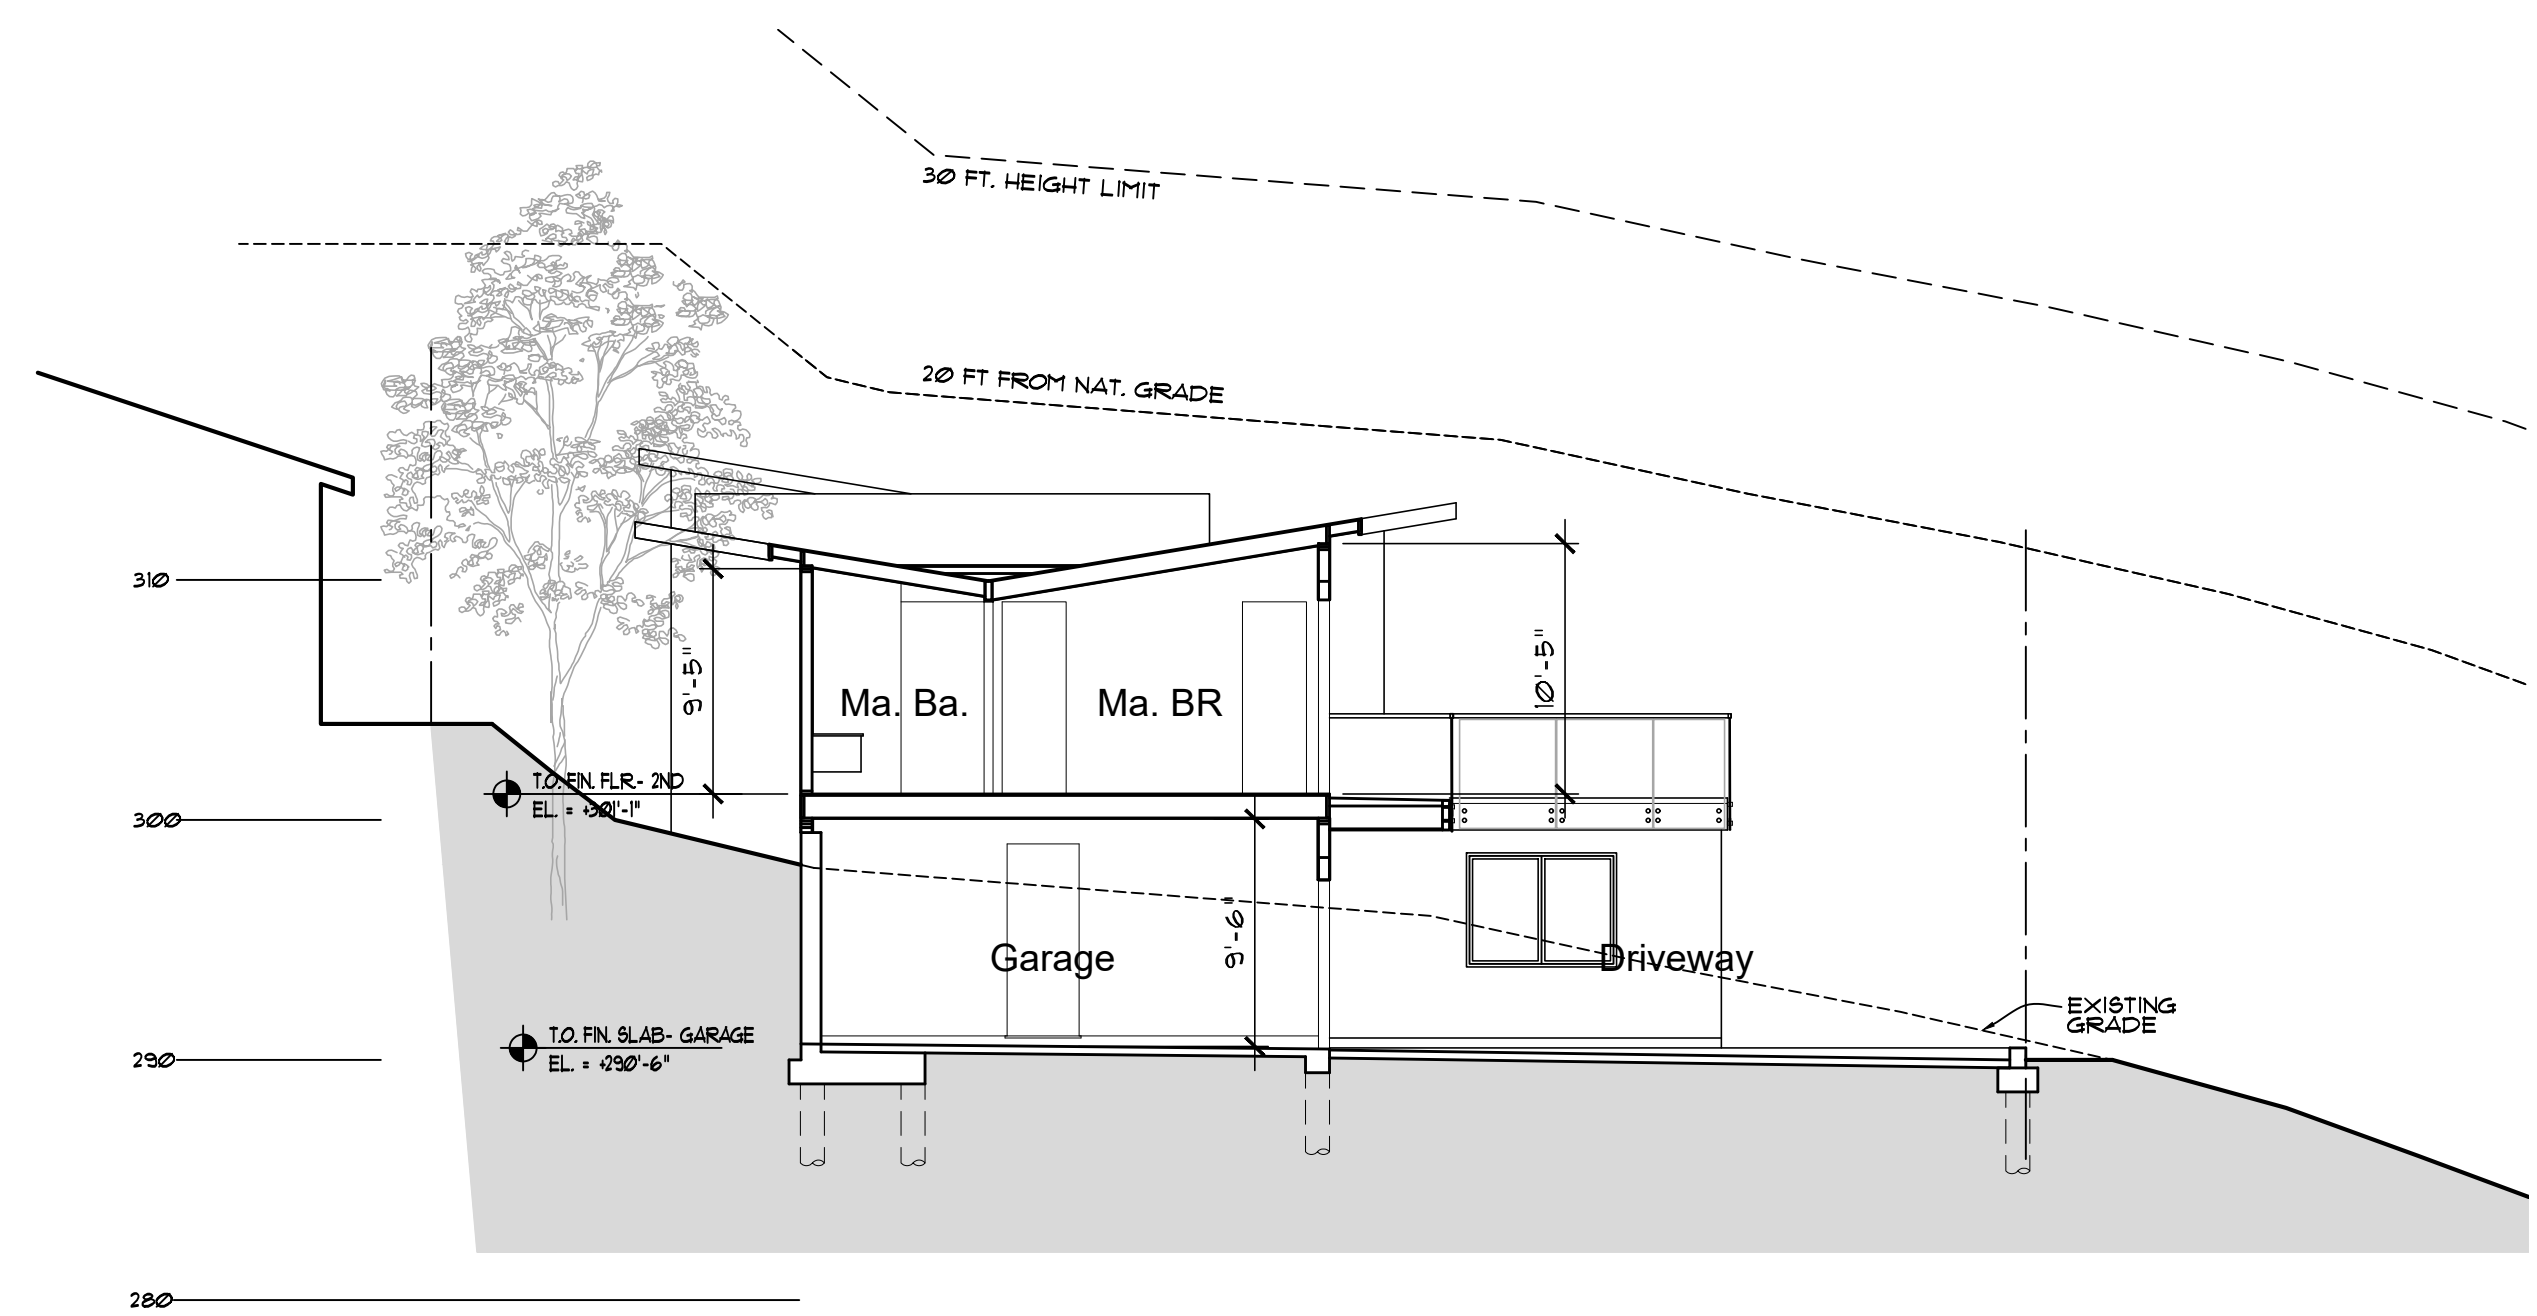 30 FT. HEIGHT LIMIT
20 FT FROM NAT. GRADE
310
9'-5"
10'-5"
Ma. Ba.
Ma. BR
T.O. FIN. FLR.- 2ND
EL. = +301'-1"
300
9'-6"
Garage
Driveway
EXISTING
GRADE
T.O. FIN. SLAB- GARAGE
EL. = +290'-6"
290
280